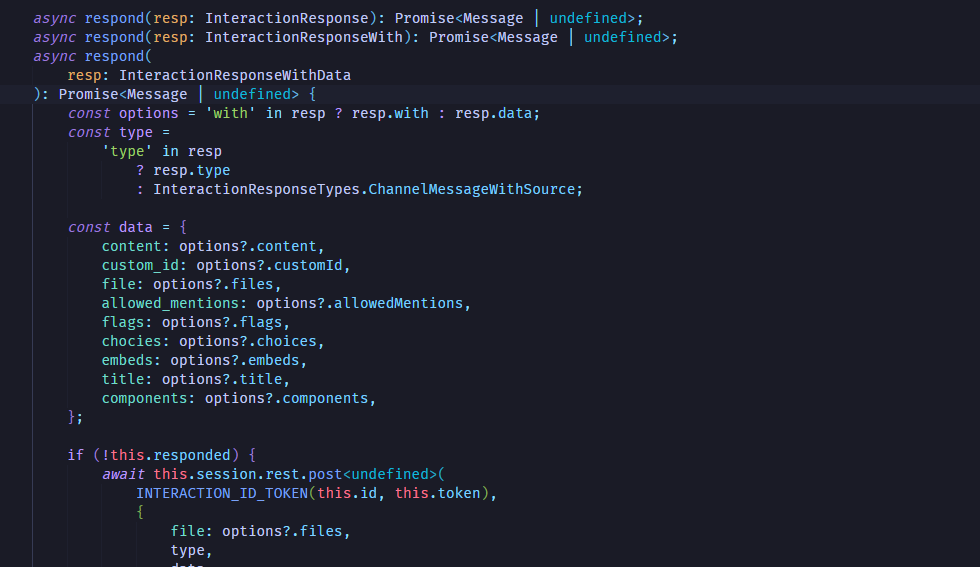 async respond(resp: InteractionResponse): Promise<Message | undefined>;
async respond(resp: InteractionResponseWith): Promise<Message | undefined>;
async respond(
    resp: InteractionResponseWithData
): Promise<Message | undefined> {
    const options = 'with' in resp ? resp.with : resp.data;
    const type =
        'type' in resp
            ? resp.type
            : InteractionResponseTypes.ChannelMessageWithSource;
    const data = {
        content: options?.content,
        custom_id: options?.customId,
        file: options?.files,
        allowed_mentions: options?.allowedMentions,
        flags: options?.flags,
        chocies: options?.choices,
        embeds: options?.embeds,
        title: options?.title,
        components: options?.components,
    };
    if (!this.responded) {
        await this.session.rest.post<undefined>(
            INTERACTION_ID_TOKEN(this.id, this.token),
            {
                file: options?.files,
                type,